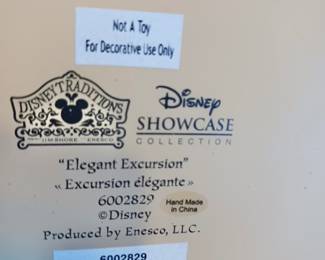 Not A Toy
For Decorative Use Only
DISNEY TRADITIONS
JIM SHORE ENESCO
Disney
SHOWCASE
COLLECTION
"Elegant Excursion"
« Excursion élégante »
6002829
©Disney
Hand Made
in China
Produced by Enesco, LLC.
6002829